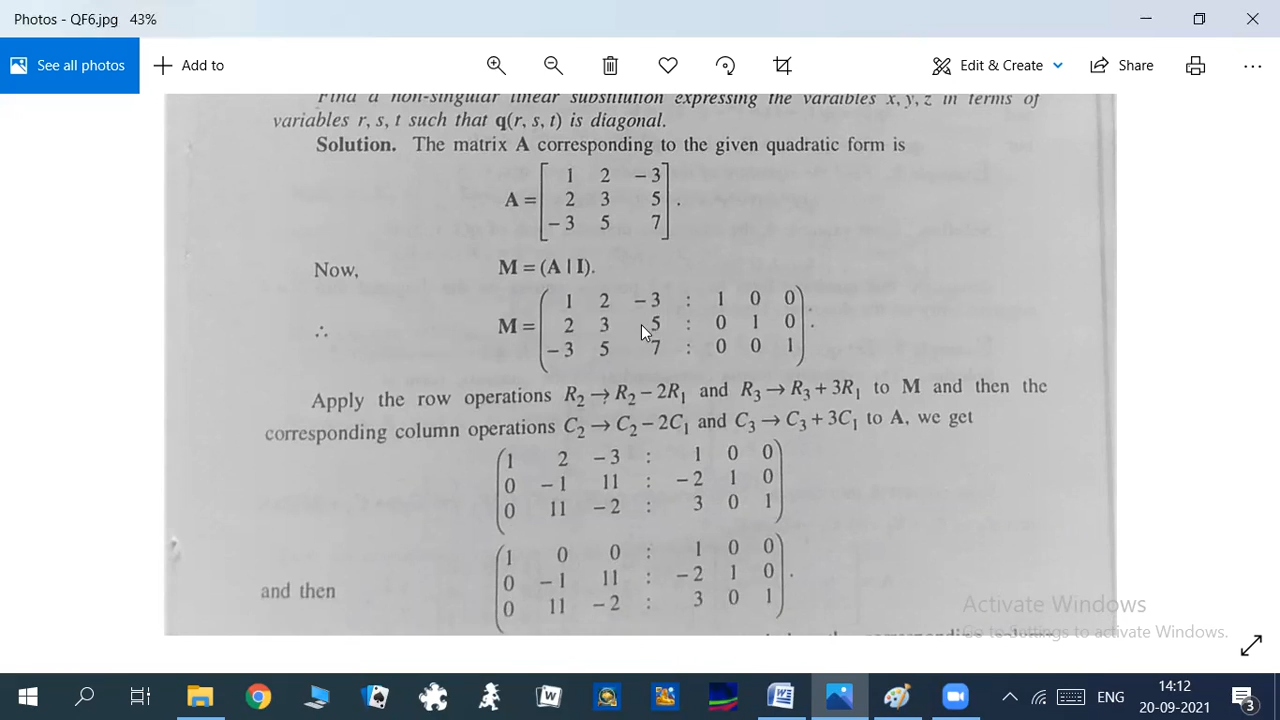 Photos - QF6.jpg 43%
See all photos
Add to
Edit & Create
Share
Find a non-singular linear substitution expressing the varaibles x, y, z in terms of
variables r, s, t such that q(r, s, t) is diagonal.
Solution. The matrix A corresponding to the given quadratic form is
A = [ 1 2 – 3
2 3 5
– 3 5 7 ] .
Now, M = (A | I).
∴ M = ( 1 2 – 3 : 1 0 0
2 3 5 : 0 1 0
– 3 5 7 : 0 0 1 ) .
Apply the row operations R₂ → R₂ – 2R₁ and R₃ → R₃ + 3R₁ to M and then the
corresponding column operations C₂ → C₂ – 2C₁ and C₃ → C₃ + 3C₁ to A, we get
( 1 2 – 3 : 1 0 0
0 – 1 11 : – 2 1 0
0 11 – 2 : 3 0 1 )
and then ( 1 0 0 : 1 0 0
0 – 1 11 : – 2 1 0
0 11 – 2 : 3 0 1 ) .
Activate Windows
Go to Settings to activate Windows.
ENG
14:12
20-09-2021
3